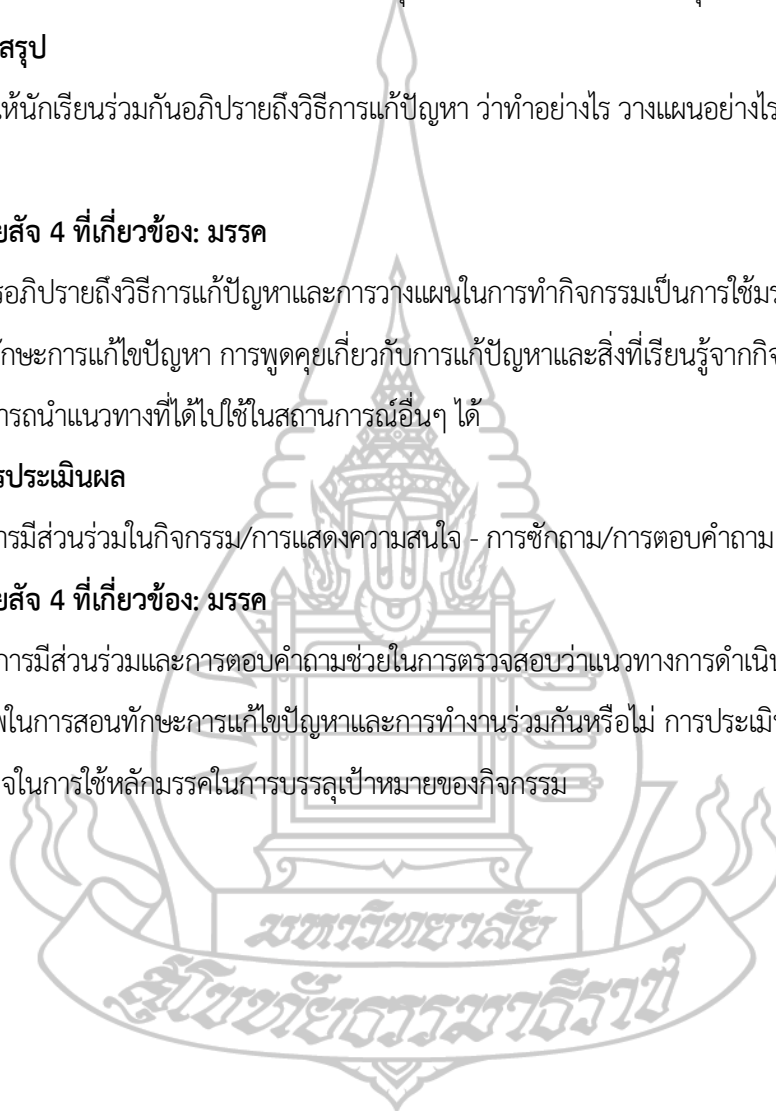 สรุป
ให้นักเรียนร่วมกันอภิปรายถึงวิธีการแก้ปัญหา ว่าทำอย่างไร วางแผนอย่างไร
ยสัจ 4 ที่เกี่ยวข้อง: มรรค
รอภิปรายถึงวิธีการแก้ปัญหาและการวางแผนในการทำกิจกรรมเป็นการใช้มร
ักษะการแก้ไขปัญหา การพูดคุยเกี่ยวกับการแก้ปัญหาและสิ่งที่เรียนรู้จากกิจ
ารถนำแนวทางที่ได้ไปใช้ในสถานการณ์อื่นๆ ได้
รประเมินผล
ารมีส่วนร่วมในกิจกรรม/การแสดงความสนใจ - การซักถาม/การตอบคำถาม
ยสัจ 4 ที่เกี่ยวข้อง: มรรค
การมีส่วนร่วมและการตอบคำถามช่วยในการตรวจสอบว่าแนวทางการดำเนิน
พในการสอนทักษะการแก้ไขปัญหาและการทำงานร่วมกันหรือไม่ การประเมิน
จในการใช้หลักมรรคในการบรรลุเป้าหมายของกิจกรรม
มหาวิทยาลัย
สุโขทัยธรรมาธิราช